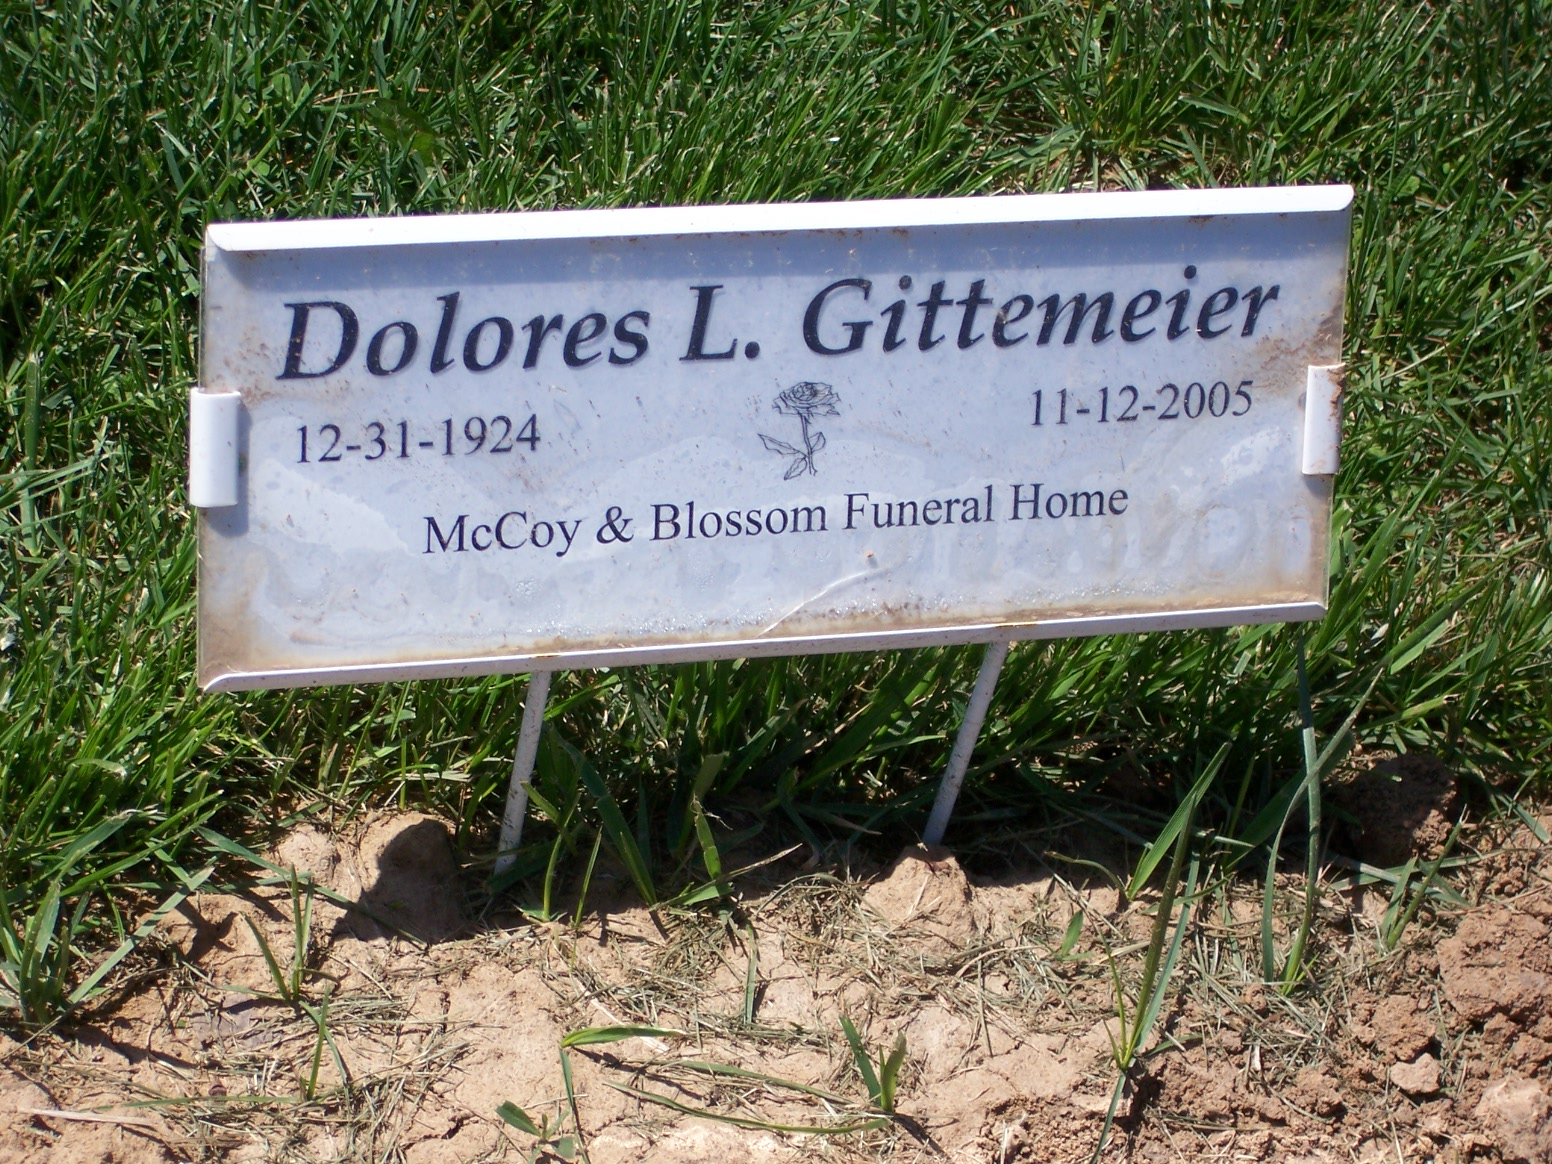 Dolores L. Gittemeier
12-31-1924 11-12-2005
McCoy & Blossom Funeral Home